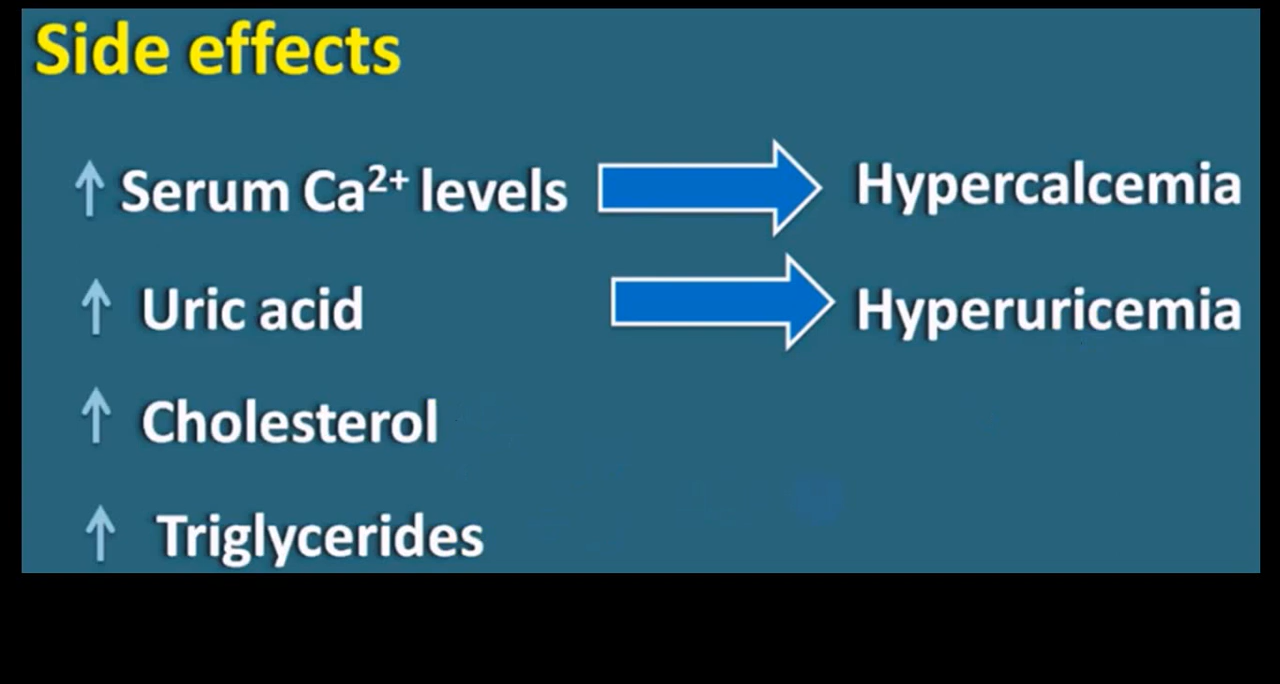 Side effects
↑ Serum Ca²⁺ levels Hypercalcemia
↑ Uric acid Hyperuricemia
↑ Cholesterol
↑ Triglycerides